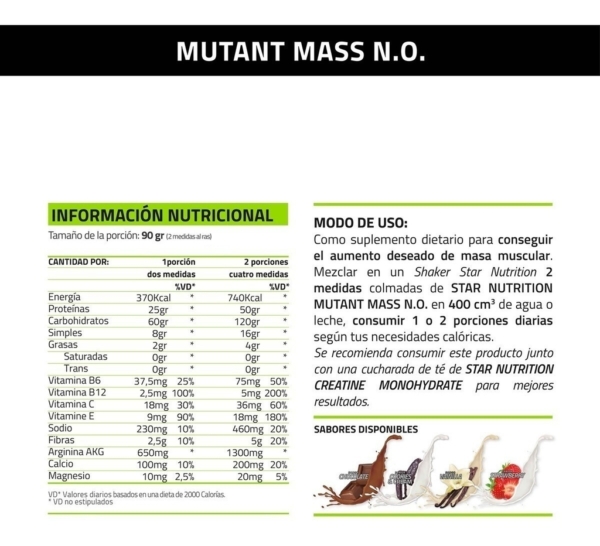 MUTANT MASS N.O.
INFORMACIÓN NUTRICIONAL
Tamaño de la porción: 90 gr (2 medidas al ras)
CANTIDAD POR: 1porción 2 porciones
dos medidas cuatro medidas
%VD* %VD*
Energía 370Kcal * 740Kcal *
Proteínas 25gr * 50gr *
Carbohidratos 60gr * 120gr *
Simples 8gr * 16gr *
Grasas 2gr * 4gr *
Saturadas 0gr * 0gr *
Trans 0gr * 0gr *
Vitamina B6 37,5mg 25% 75mg 50%
Vitamina B12 2,5mg 100% 5mg 200%
Vitamina C 18mg 30% 36mg 60%
Vitamine E 9mg 90% 18mg 180%
Sodio 230mg 10% 460mg 20%
Fibras 2,5g 10% 5g 20%
Arginina AKG 650mg * 1300mg *
Calcio 100mg 10% 200mg 20%
Magnesio 10mg 2,5% 20mg 5%
VD* Valores diarios basados en una dieta de 2000 Calorías.
* VD no estipulados
MODO DE USO:
Como suplemento dietario para conseguir
el aumento deseado de masa muscular.
Mezclar en un Shaker Star Nutrition 2
medidas colmadas de STAR NUTRITION
MUTANT MASS N.O. en 400 cm³ de agua o
leche, consumir 1 o 2 porciones diarias
según tus necesidades calóricas.
Se recomienda consumir este producto junto
con una cucharada de té de STAR NUTRITION
CREATINE MONOHYDRATE para mejores
resultados.
SABORES DISPONIBLES
CHOCOLATE
COOKIES
STRAWBERRY